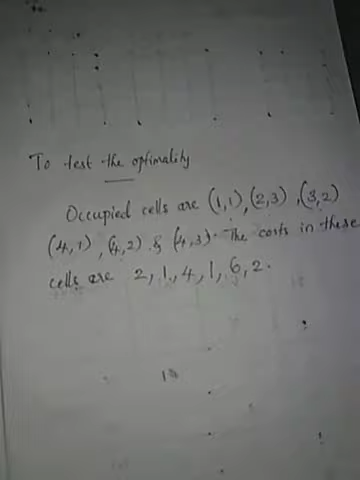 To test the optimality
Occupied cells are (1,1), (2,3), (3,2)
(4,1), (4,2) & (4,3). The costs in these
cells are 2, 1, 4, 1, 6, 2.